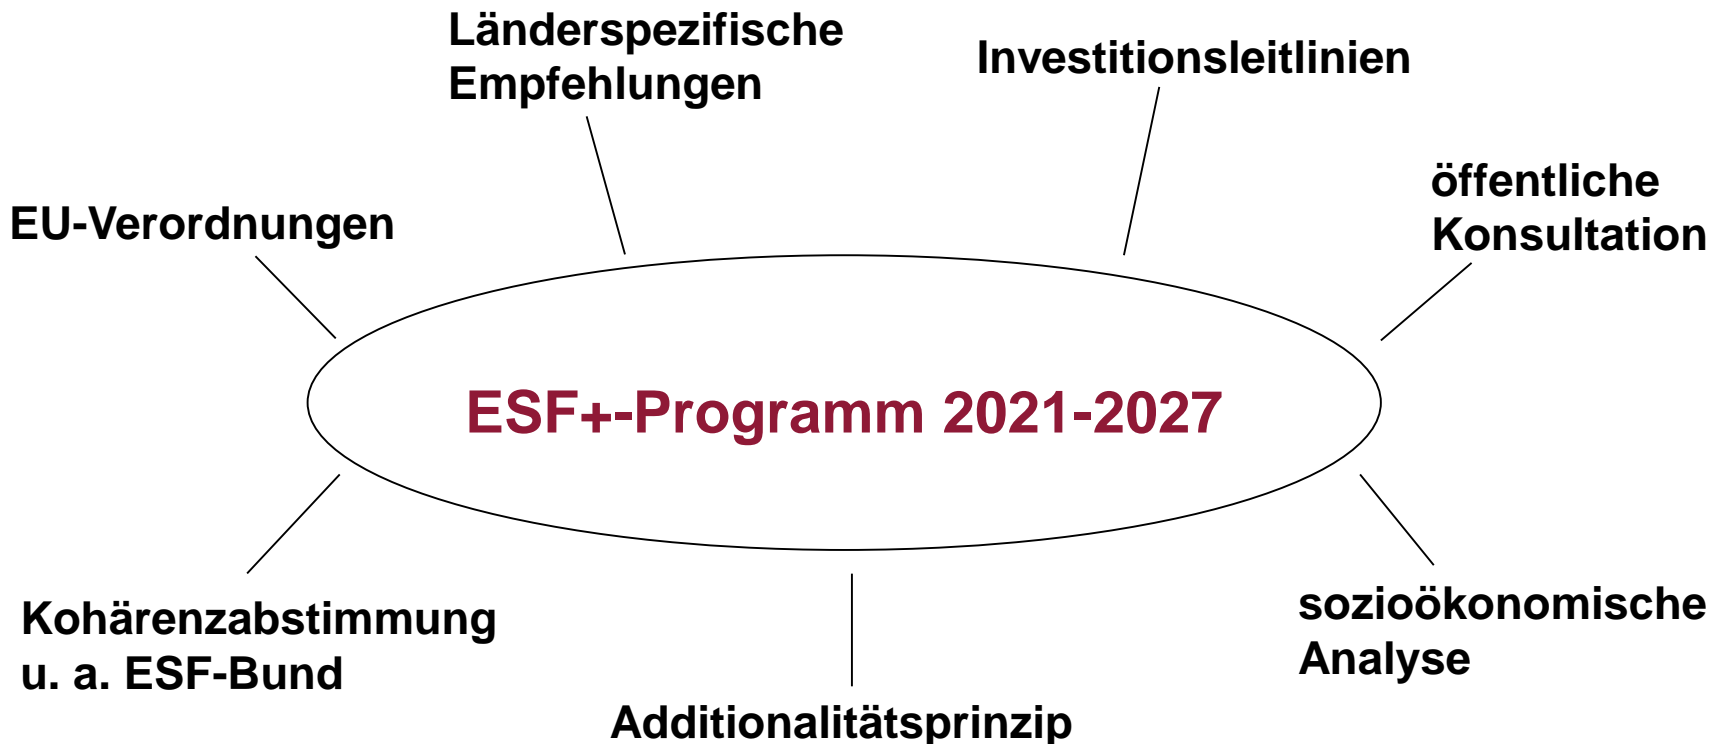 Länderspezifische
Empfehlungen
Investitionsleitlinien
öffentliche
Konsultation
EU-Verordnungen
ESF+-Programm 2021-2027
Kohärenzabstimmung
u. a. ESF-Bund
sozioökonomische
Analyse
Additionalitätsprinzip